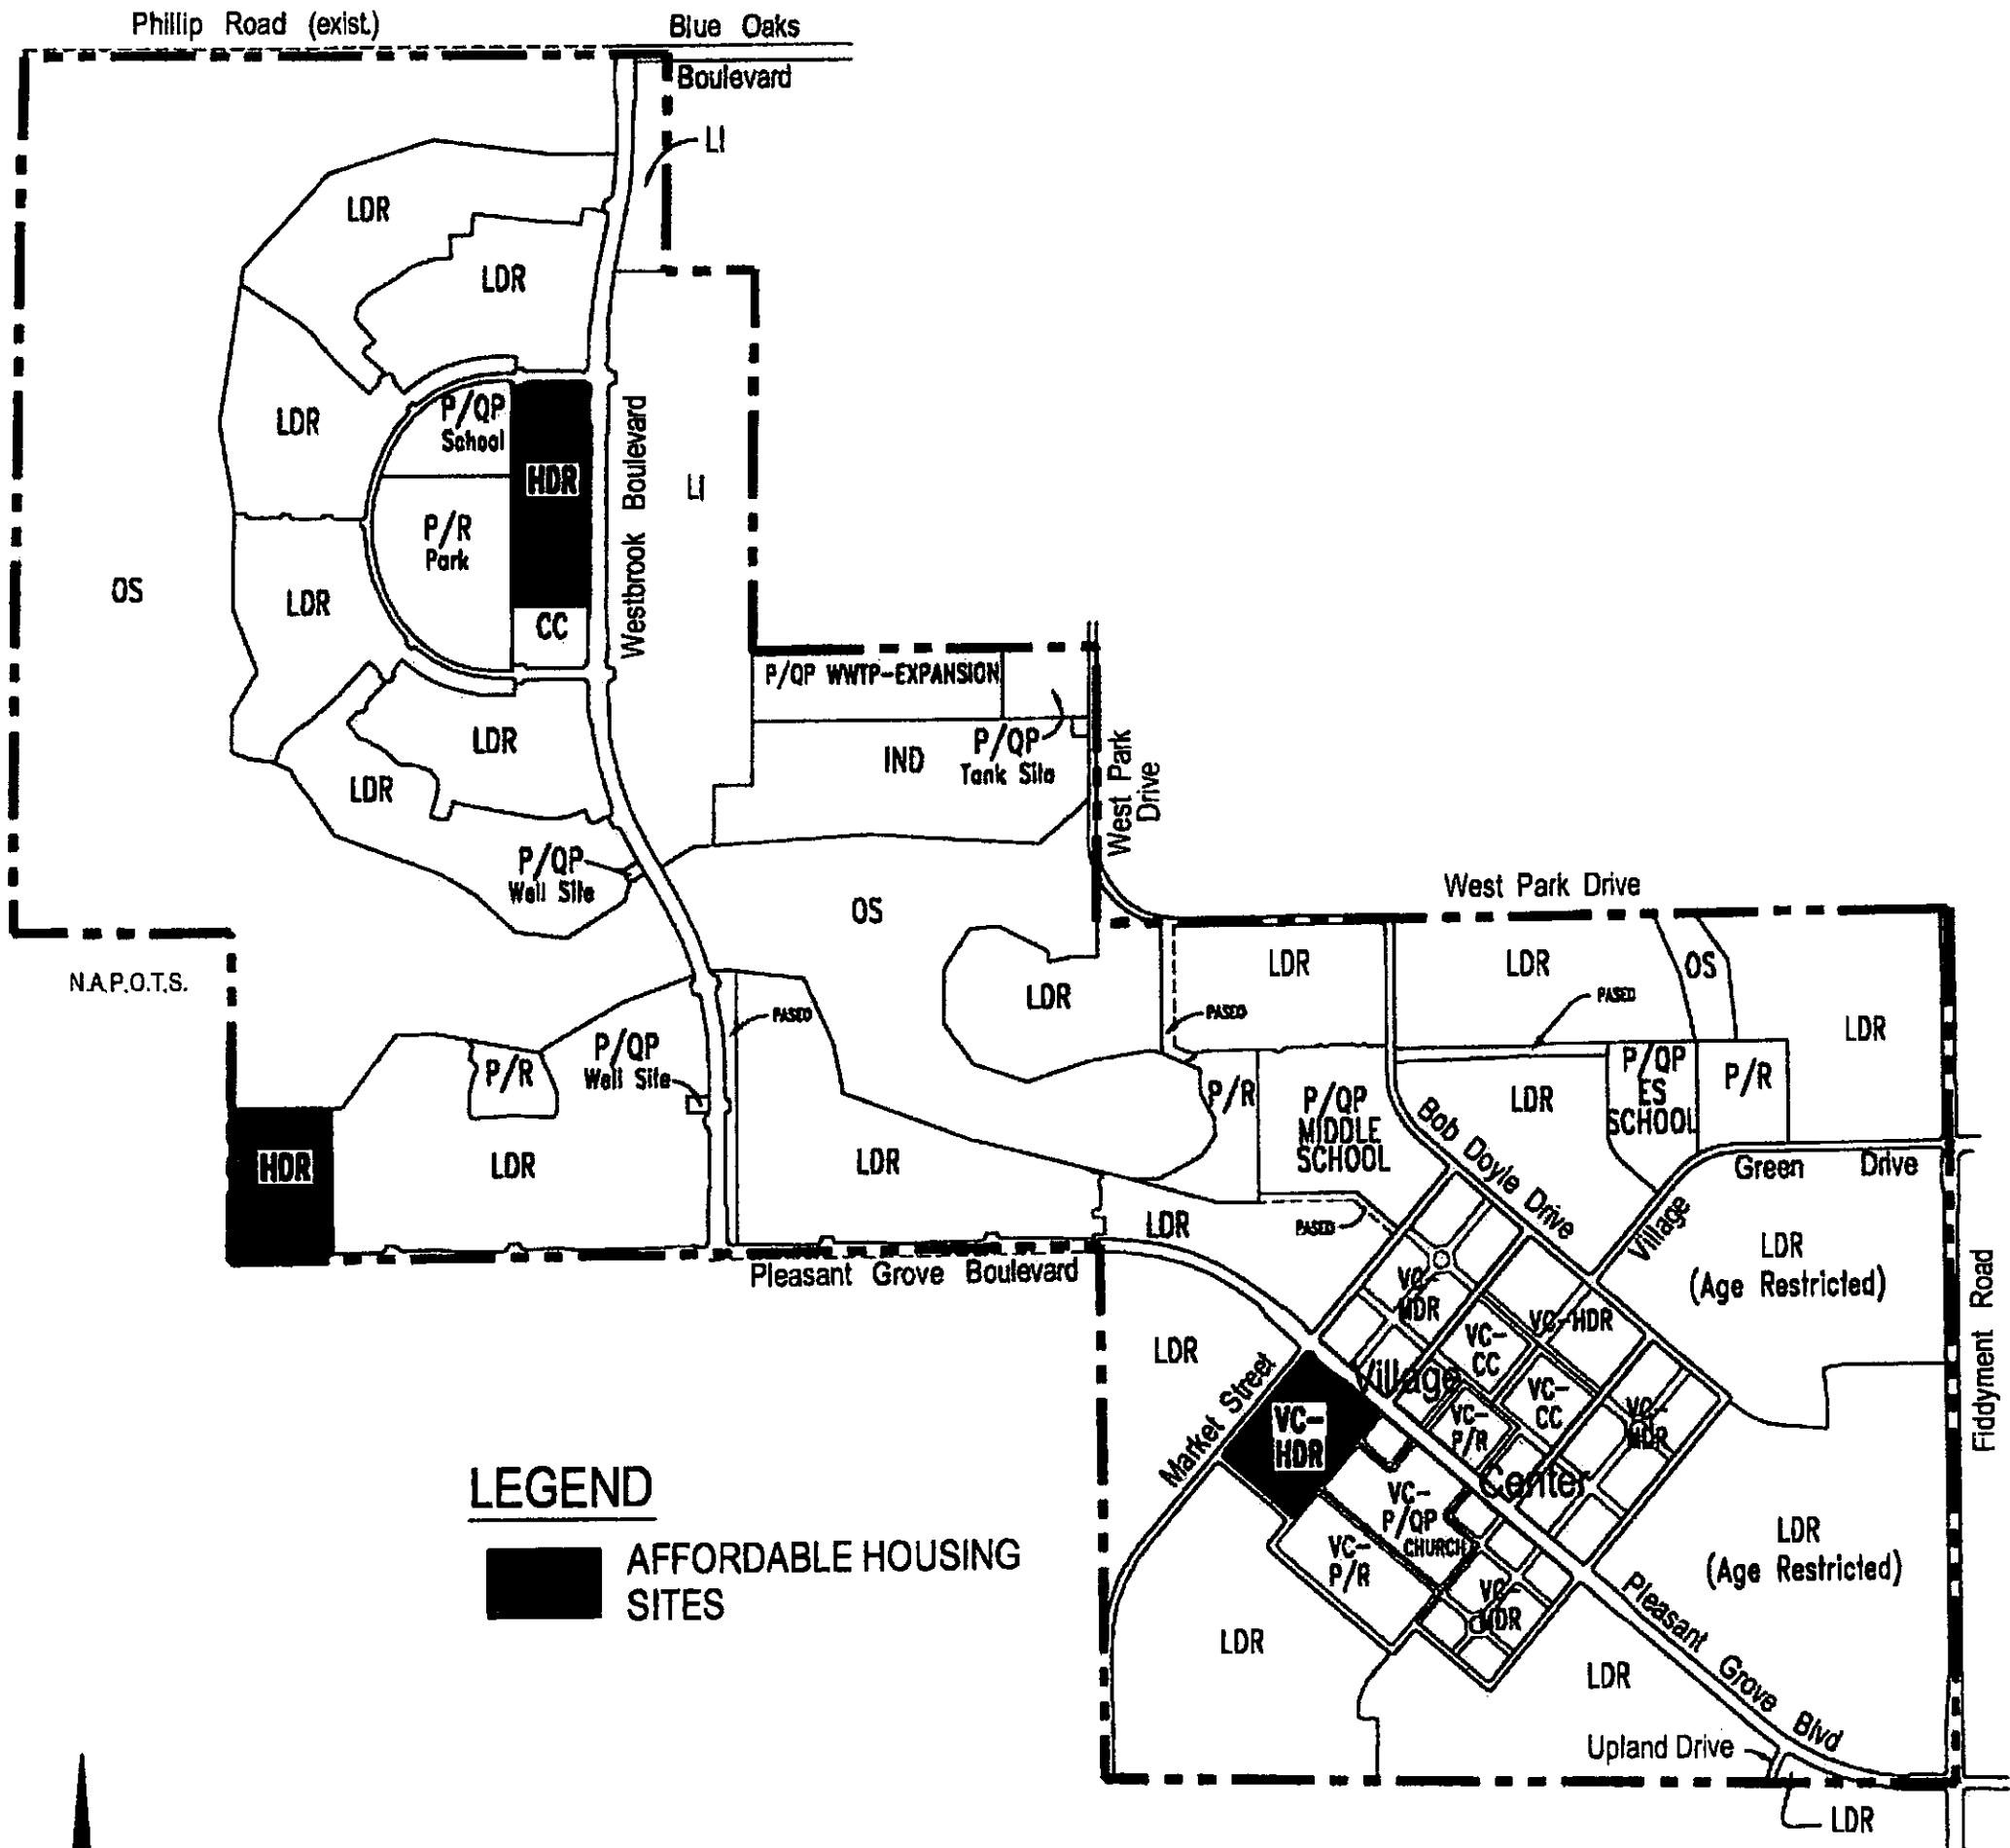 Phillip Road (exist.)
Blue Oaks
Boulevard
LI
LDR
LDR
LDR
P/QP
School
HDR
Westbrook Boulevard
LI
P/R
Park
OS
LDR
CC
P/QP WWTP-EXPANSION
LDR
IND
P/QP
Tank Site
West Park
Drive
LDR
P/QP
Well Site
OS
West Park Drive
N.A.P.O.T.S.
LDR
LDR
LDR
OS
LDR
PASEO
PASEO
PASEO
P/R
P/QP
Well Site
P/R
P/QP
MIDDLE
SCHOOL
LDR
P/QP
ES
SCHOOL
P/R
Bob Doyle Drive
HDR
LDR
LDR
Green Drive
Village
PASEO
LDR
LDR
(Age Restricted)
Pleasant Grove Boulevard
Fiddyment Road
VC-
MDR
VC-HDR
VC-
CC
LDR
Village
Market Street
VC-
HDR
VC-
P/R
VC-
CC
VC-
MDR
Center
LEGEND
AFFORDABLE HOUSING
SITES
VC-
P/QP
CHURCH
VC-
P/R
VC-
MDR
LDR
(Age Restricted)
Pleasant Grove Blvd
LDR
LDR
Upland Drive
LDR